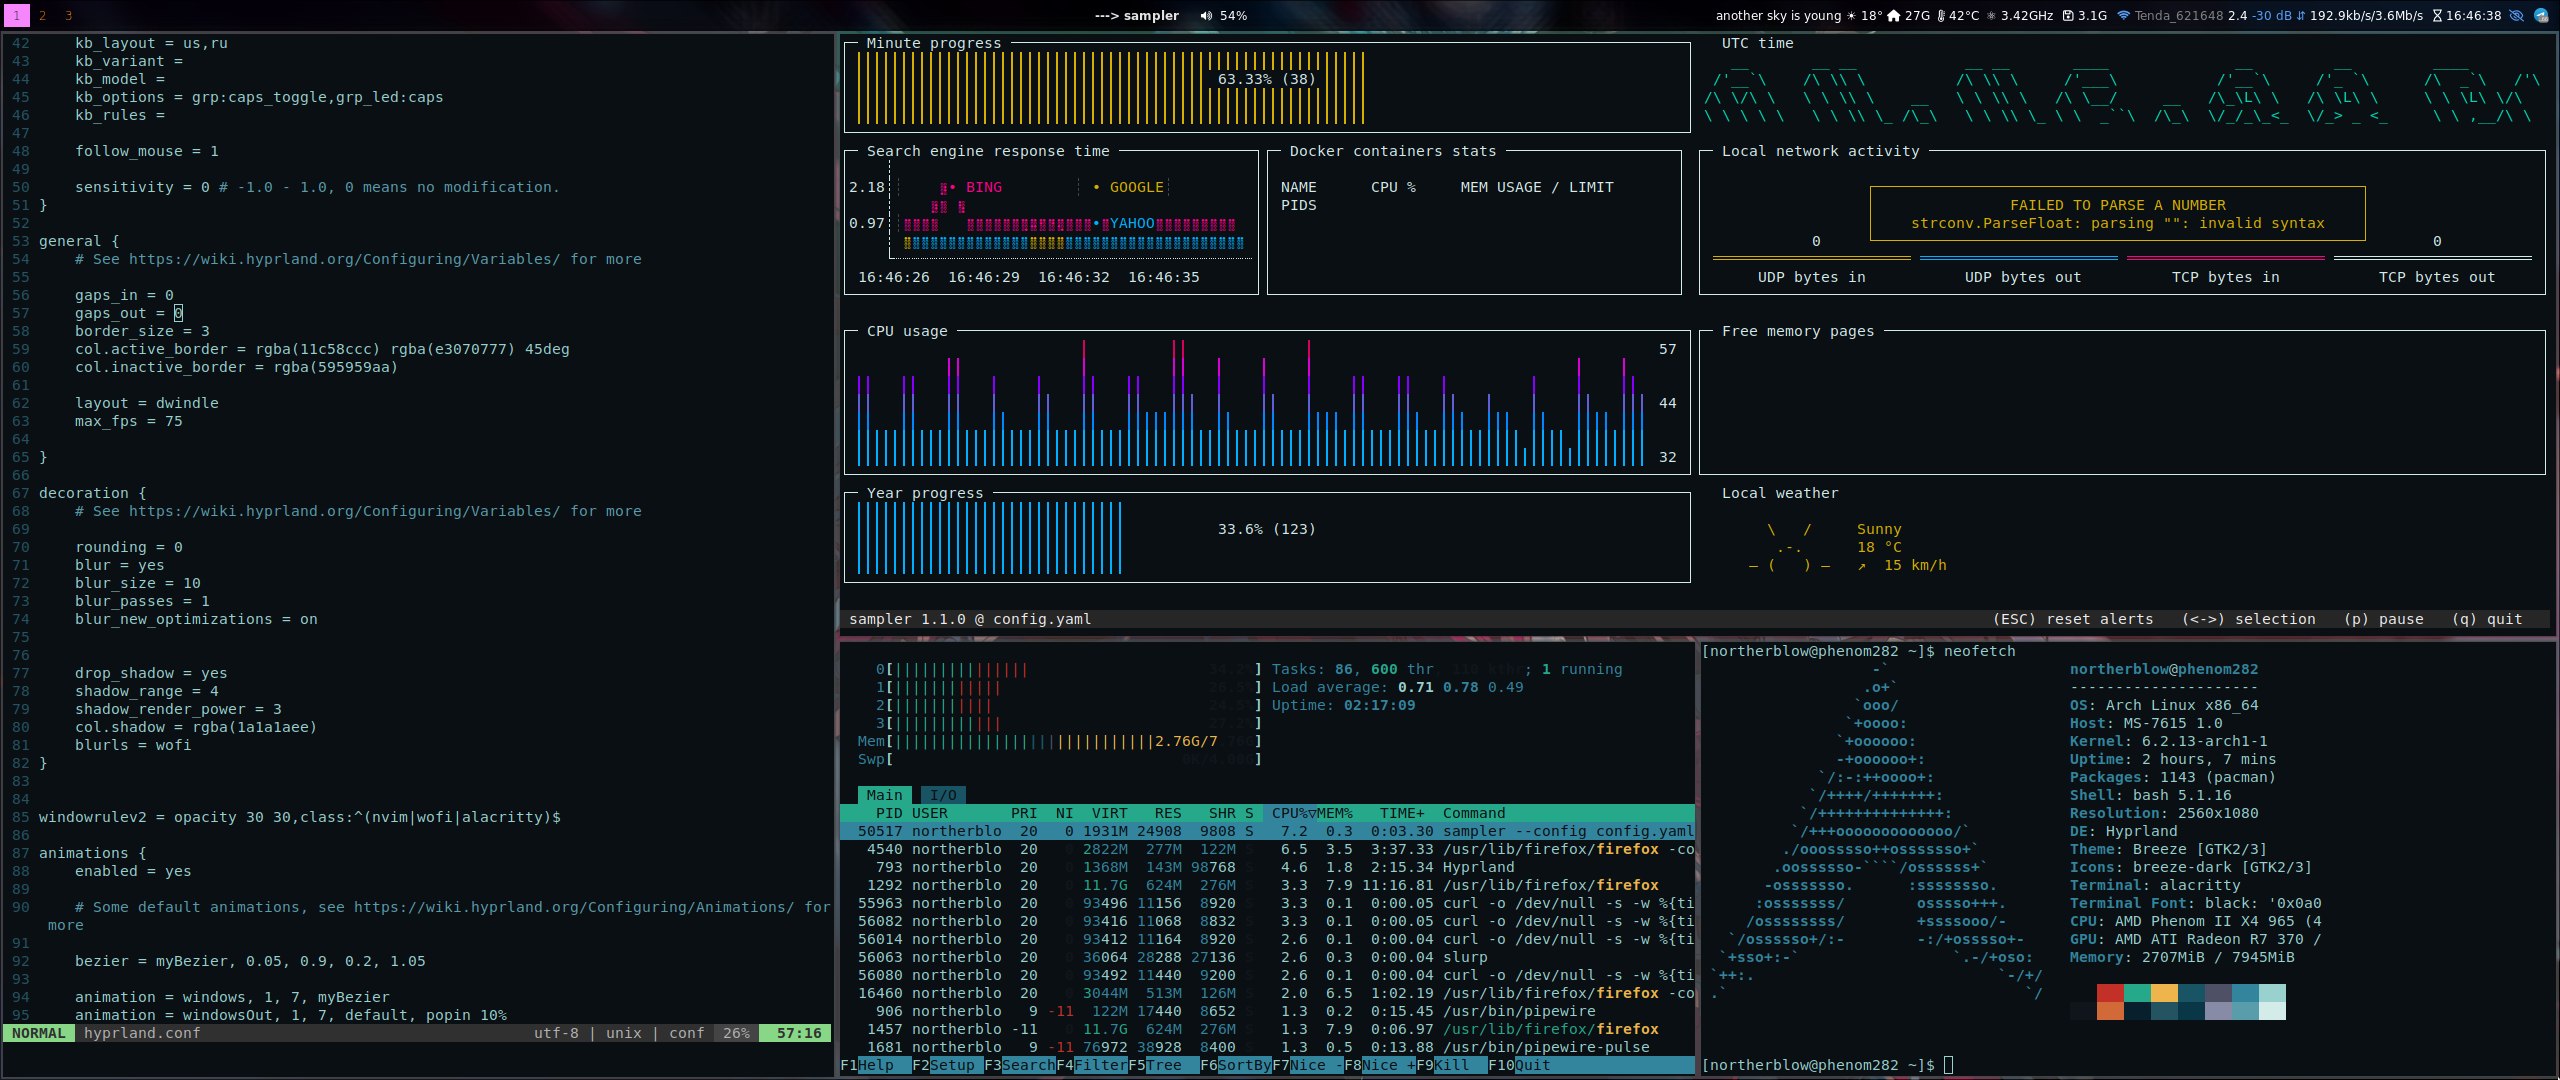 1 2 3
---> sampler 54%
another sky is young ☀ 18° 27G 42°C 3.42GHz 3.1G Tenda_621648 2.4 -30 dB 192.9kb/s/3.6Mb/s 16:46:38
42 kb_layout = us,ru
43 kb_variant =
44 kb_model =
45 kb_options = grp:caps_toggle,grp_led:caps
46 kb_rules =
47
48 follow_mouse = 1
49
50 sensitivity = 0 # -1.0 - 1.0, 0 means no modification.
51 }
52
53 general {
54 # See https://wiki.hyprland.org/Configuring/Variables/ for more
55
56 gaps_in = 0
57 gaps_out = 0
58 border_size = 3
59 col.active_border = rgba(11c58ccc) rgba(e3070777) 45deg
60 col.inactive_border = rgba(595959aa)
61
62 layout = dwindle
63 max_fps = 75
64
65 }
66
67 decoration {
68 # See https://wiki.hyprland.org/Configuring/Variables/ for more
69
70 rounding = 0
71 blur = yes
72 blur_size = 10
73 blur_passes = 1
74 blur_new_optimizations = on
75
76
77 drop_shadow = yes
78 shadow_range = 4
79 shadow_render_power = 3
80 col.shadow = rgba(1a1a1aee)
81 blurls = wofi
82 }
83
84
85 windowrulev2 = opacity 30 30,class:^(nvim|wofi|alacritty)$
86
87 animations {
88 enabled = yes
89
90 # Some default animations, see https://wiki.hyprland.org/Configuring/Animations/ for
more
91
92 bezier = myBezier, 0.05, 0.9, 0.2, 1.05
93
94 animation = windows, 1, 7, myBezier
95 animation = windowsOut, 1, 7, default, popin 10%
NORMAL hyprland.conf utf-8 | unix | conf 26% 57:16
Minute progress
63.33% (38)
UTC time
Search engine response time
2.18 • BING • GOOGLE
0.97 • YAHOO
16:46:26 16:46:29 16:46:32 16:46:35
Docker containers stats
NAME CPU % MEM USAGE / LIMIT
PIDS
Local network activity
FAILED TO PARSE A NUMBER
strconv.ParseFloat: parsing "": invalid syntax
0 0
UDP bytes in UDP bytes out TCP bytes in TCP bytes out
CPU usage
57
44
32
Free memory pages
Year progress
33.6% (123)
Local weather
Sunny
18 °C
↗ 15 km/h
sampler 1.1.0 @ config.yaml (ESC) reset alerts (<->) selection (p) pause (q) quit
0[ ] Tasks: 86, 600 thr ; 1 running
1[ ] Load average: 0.71 0.78 0.49
2[ ] Uptime: 02:17:09
3[ ]
Mem[ 2.76G/7 ]
Swp[ ]
Main I/O
PID USER PRI NI VIRT RES SHR S CPU%▽MEM% TIME+ Command
50517 northerblo 20 0 1931M 24908 9808 S 7.2 0.3 0:03.30 sampler --config config.yaml
4540 northerblo 20 2822M 277M 122M 6.5 3.5 3:37.33 /usr/lib/firefox/firefox -co
793 northerblo 20 1368M 143M 98768 4.6 1.8 2:15.34 Hyprland
1292 northerblo 20 11.7G 624M 276M 3.3 7.9 11:16.81 /usr/lib/firefox/firefox
55963 northerblo 20 93496 11156 8920 3.3 0.1 0:00.05 curl -o /dev/null -s -w %{ti
56082 northerblo 20 93416 11068 8832 3.3 0.1 0:00.05 curl -o /dev/null -s -w %{ti
56014 northerblo 20 93412 11164 8920 2.6 0.1 0:00.04 curl -o /dev/null -s -w %{ti
56063 northerblo 20 36064 28288 27136 2.6 0.3 0:00.04 slurp
56080 northerblo 20 93492 11440 9200 2.6 0.1 0:00.04 curl -o /dev/null -s -w %{ti
16460 northerblo 20 3044M 513M 126M 2.0 6.5 1:02.19 /usr/lib/firefox/firefox -co
906 northerblo 9 -11 122M 17440 8652 1.3 0.2 0:15.45 /usr/bin/pipewire
1457 northerblo -11 11.7G 624M 276M 1.3 7.9 0:06.97 /usr/lib/firefox/firefox
1681 northerblo 9 -11 76972 38928 8400 1.3 0.5 0:13.88 /usr/bin/pipewire-pulse
F1Help F2Setup F3SearchF4FilterF5Tree F6SortByF7Nice -F8Nice +F9Kill F10Quit
[northerblow@phenom282 ~]$ neofetch
northerblow@phenom282
---------------------
OS: Arch Linux x86_64
Host: MS-7615 1.0
Kernel: 6.2.13-arch1-1
Uptime: 2 hours, 7 mins
Packages: 1143 (pacman)
Shell: bash 5.1.16
Resolution: 2560x1080
DE: Hyprland
Theme: Breeze [GTK2/3]
Icons: breeze-dark [GTK2/3]
Terminal: alacritty
Terminal Font: black: '0x0a0
CPU: AMD Phenom II X4 965 (4
GPU: AMD ATI Radeon R7 370 /
Memory: 2707MiB / 7945MiB
[northerblow@phenom282 ~]$